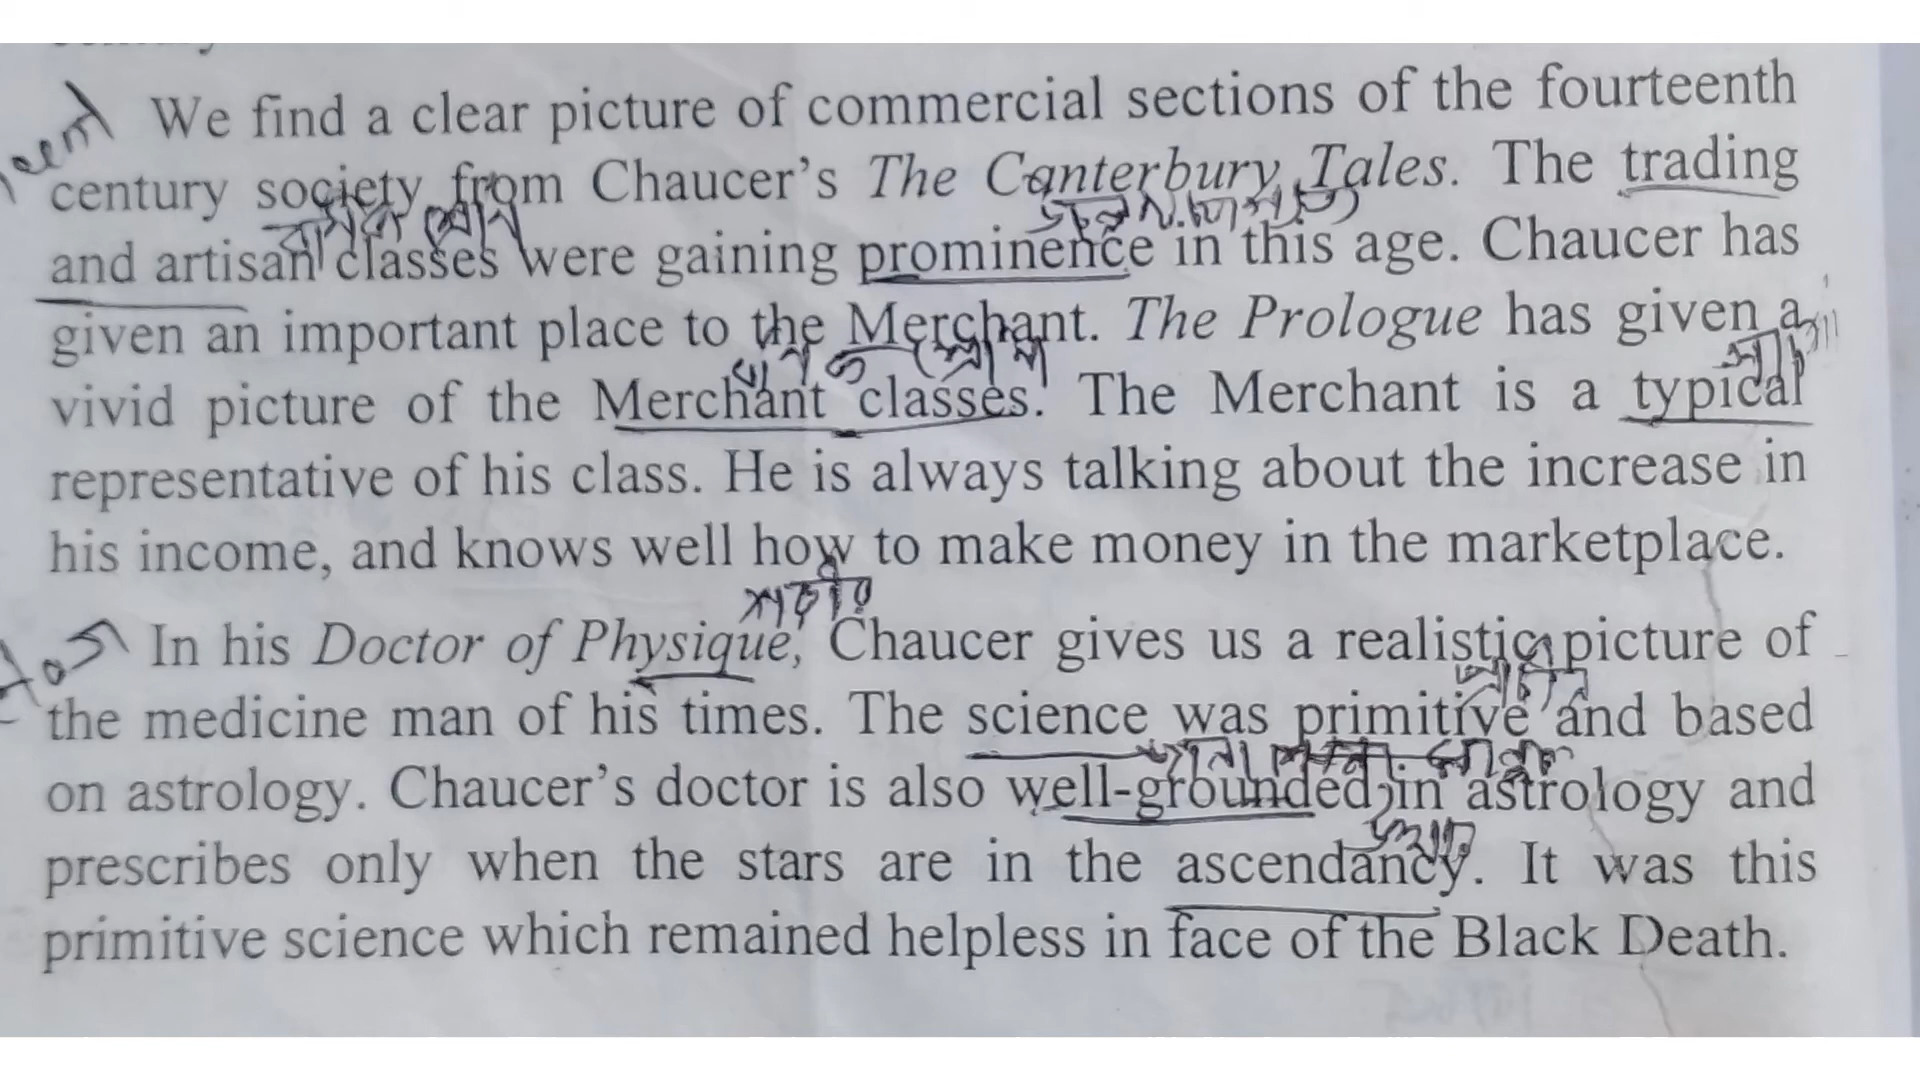 We find a clear picture of commercial sections of the fourteenth
century society from Chaucer's The Canterbury Tales. The trading
and artisan classes were gaining prominence in this age. Chaucer has
given an important place to the Merchant. The Prologue has given a
vivid picture of the Merchant classes. The Merchant is a typical
representative of his class. He is always talking about the increase in
his income, and knows well how to make money in the marketplace.
In his Doctor of Physique, Chaucer gives us a realistic picture of
the medicine man of his times. The science was primitive and based
on astrology. Chaucer's doctor is also well-grounded in astrology and
prescribes only when the stars are in the ascendancy. It was this
primitive science which remained helpless in face of the Black Death.